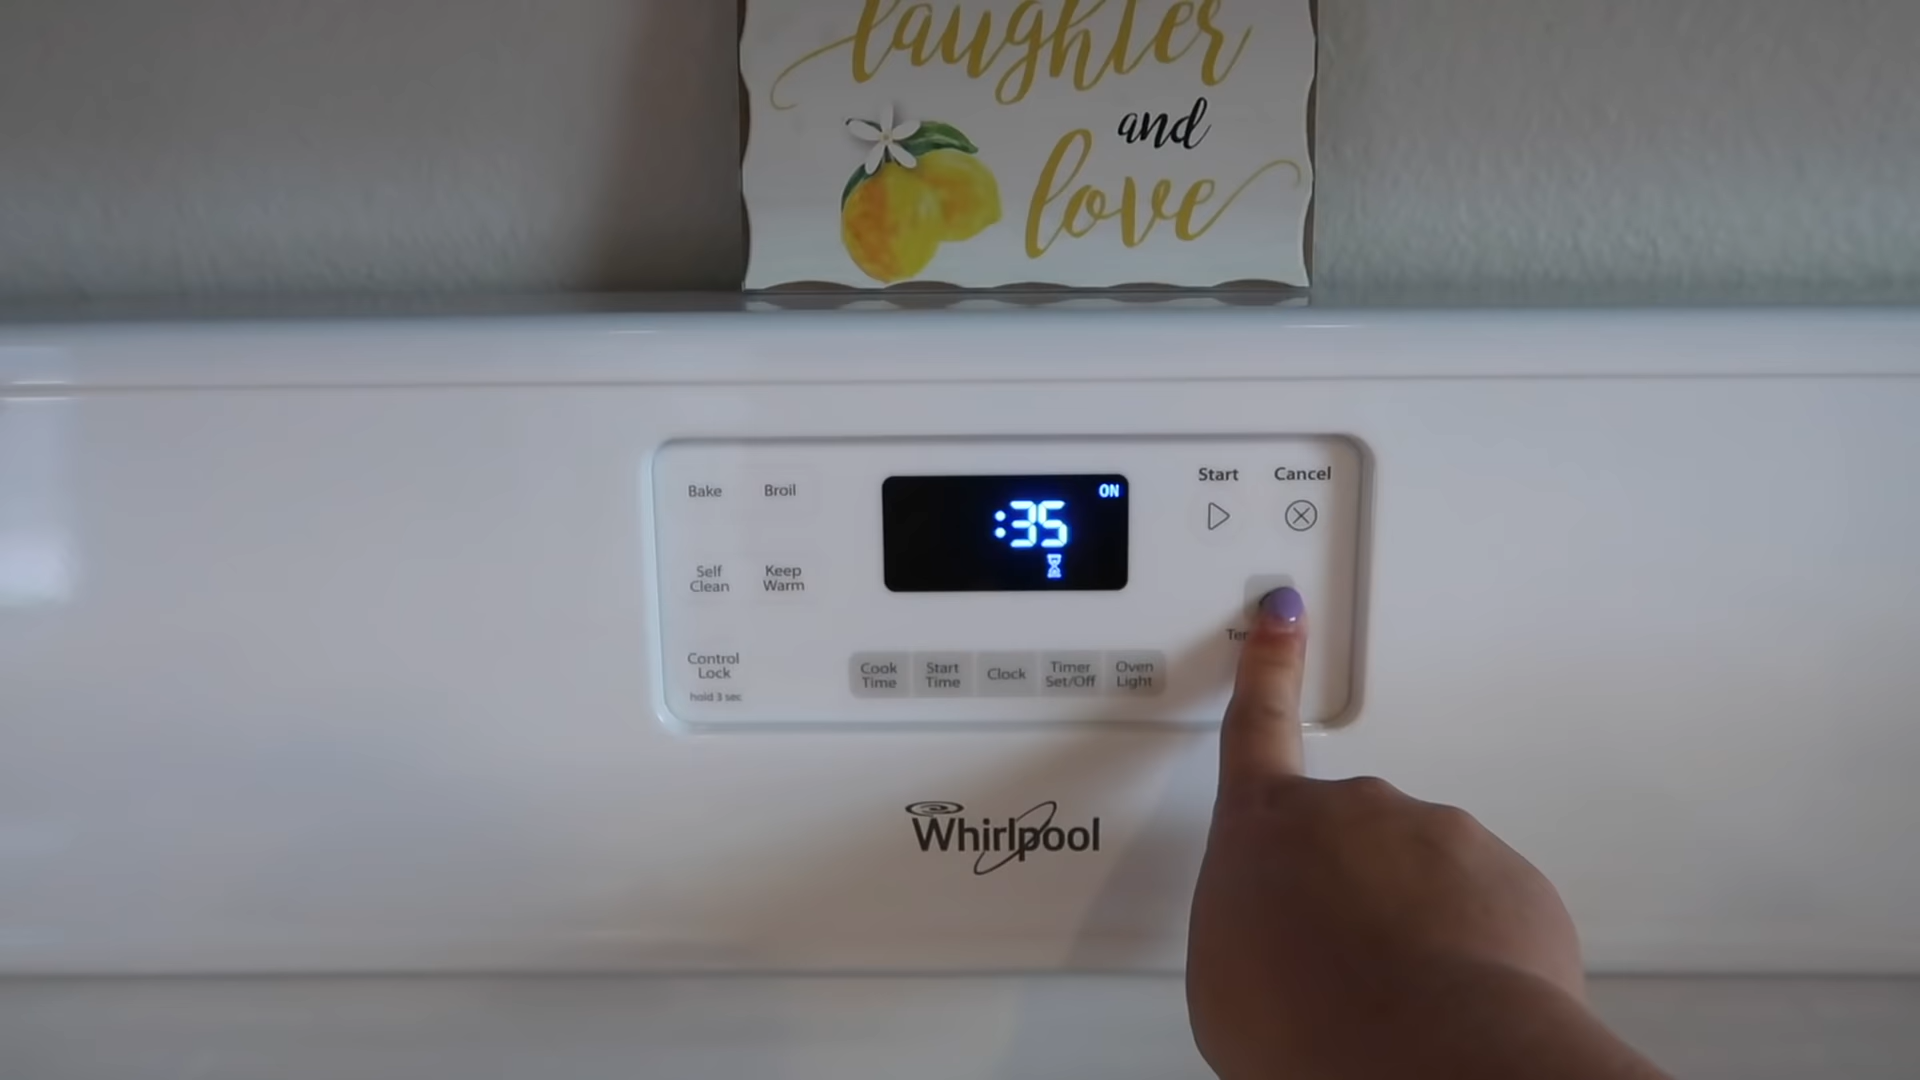 laughter
and
love
Bake
Broil
ON
:35
Start
Cancel
Self
Clean
Keep
Warm
Control
Lock
hold 3 sec
Cook
Time
Start
Time
Clock
Timer
Set/Off
Oven
Light
Whirlpool